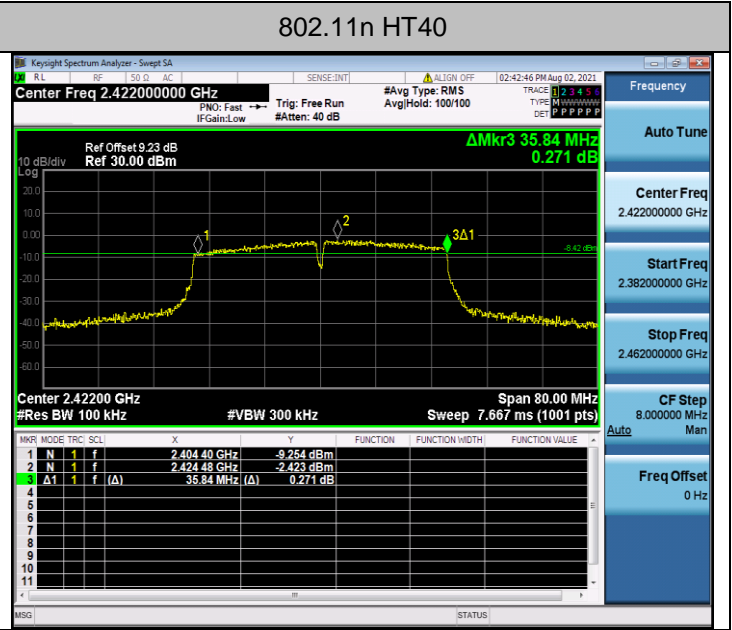 802.11n HT40
Keysight Spectrum Analyzer - Swept SA
RL RF 50 Ω AC SENSE:INT ALIGN OFF 02:42:46 PM Aug 02, 2021
Center Freq 2.422000000 GHz
PNO: Fast
IFGain:Low
Trig: Free Run
#Atten: 40 dB
#Avg Type: RMS
Avg|Hold: 100/100
TRACE 1 2 3 4 5 6
TYPE M WWWWW
DET P P P P P P
ΔMkr3 35.84 MHz
0.271 dB
Ref Offset 9.23 dB
10 dB/div Ref 30.00 dBm
Log
20.0
10.0
0.00
-10.0
-20.0
-30.0
-40.0
-50.0
-60.0
1
2
3Δ1
-8.42 dBm
Center 2.42200 GHz Span 80.00 MHz
#Res BW 100 kHz #VBW 300 kHz Sweep 7.667 ms (1001 pts)
MKR MODE TRC SCL X Y FUNCTION FUNCTION WIDTH FUNCTION VALUE
1 N 1 f 2.404 40 GHz -9.254 dBm
2 N 1 f 2.424 48 GHz -2.423 dBm
3 Δ1 1 f (Δ) 35.84 MHz (Δ) 0.271 dB
4
5
6
7
8
9
10
11
MSG STATUS
Frequency
Auto Tune
Center Freq
2.422000000 GHz
Start Freq
2.382000000 GHz
Stop Freq
2.462000000 GHz
CF Step
8.000000 MHz
Auto Man
Freq Offset
0 Hz